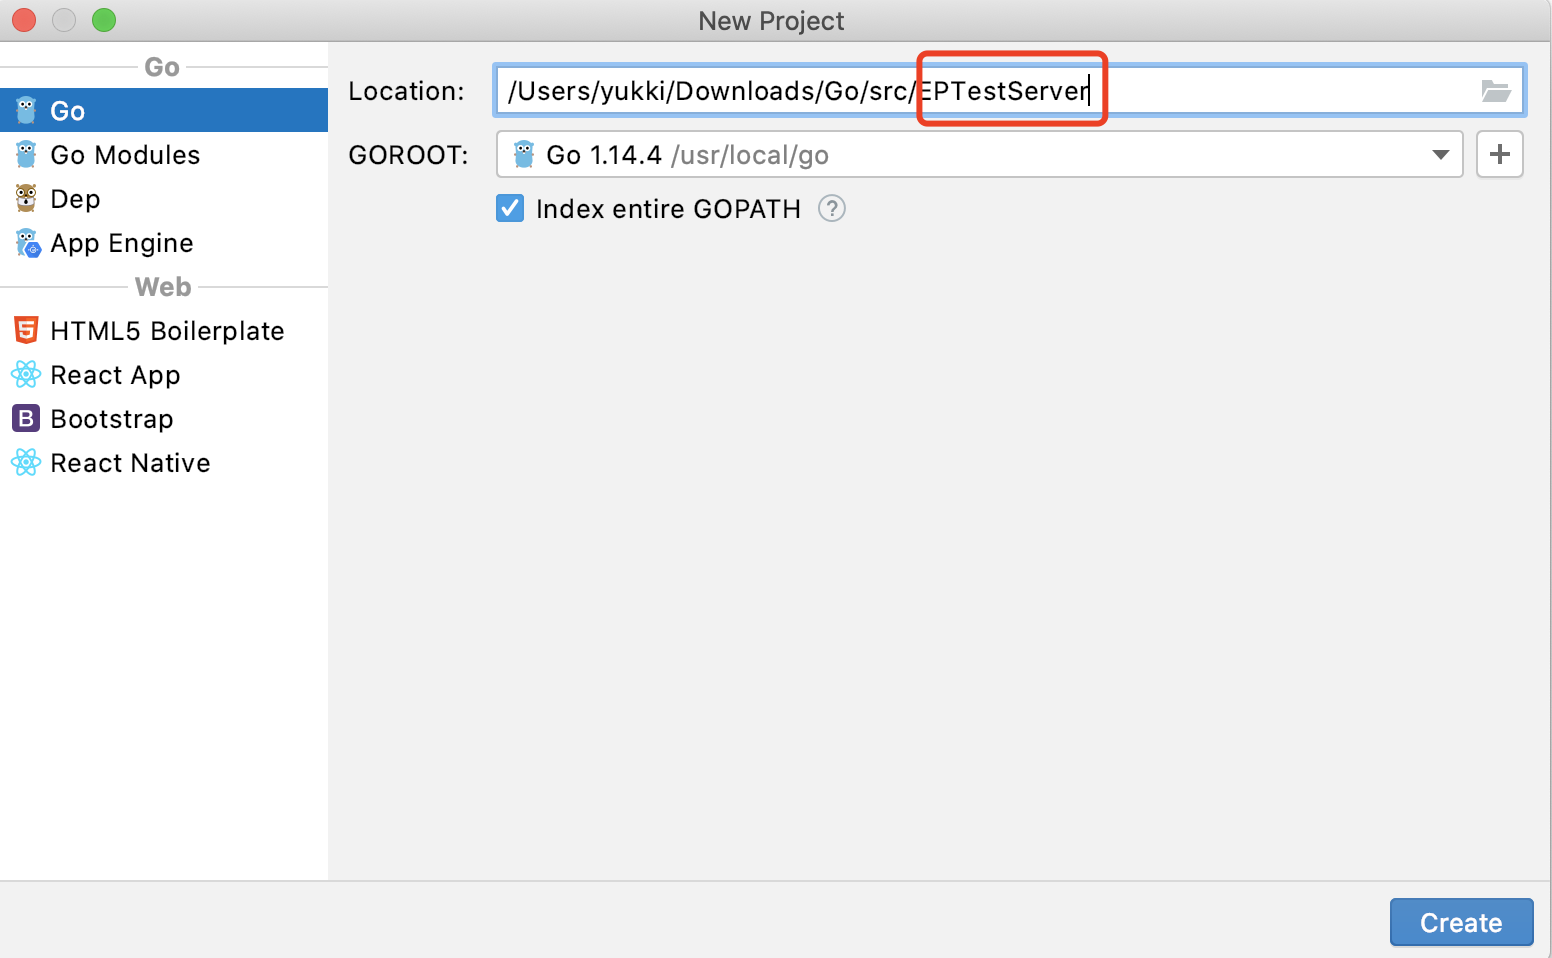 New Project
Go
Go
Go Modules
Dep
App Engine
Web
HTML5 Boilerplate
React App
B Bootstrap
React Native
Location: /Users/yukki/Downloads/Go/src/EPTestServer
GOROOT: Go 1.14.4 /usr/local/go
Index entire GOPATH ?
Create